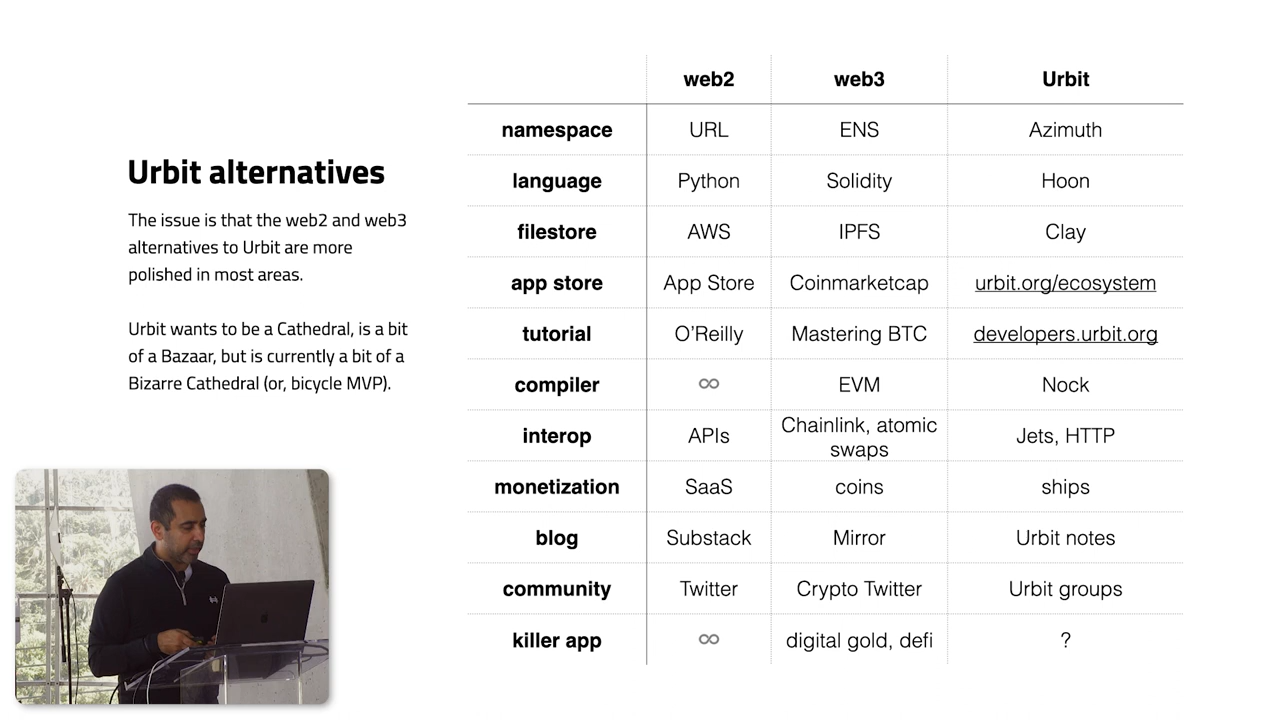 Urbit alternatives
The issue is that the web2 and web3
alternatives to Urbit are more
polished in most areas.
Urbit wants to be a Cathedral, is a bit
of a Bazaar, but is currently a bit of a
Bizarre Cathedral (or, bicycle MVP).
web2 web3 Urbit
namespace URL ENS Azimuth
language Python Solidity Hoon
filestore AWS IPFS Clay
app store App Store Coinmarketcap urbit.org/ecosystem
tutorial O’Reilly Mastering BTC developers.urbit.org
compiler ∞ EVM Nock
interop APIs Chainlink, atomic swaps Jets, HTTP
monetization SaaS coins ships
blog Substack Mirror Urbit notes
community Twitter Crypto Twitter Urbit groups
killer app ∞ digital gold, defi ?